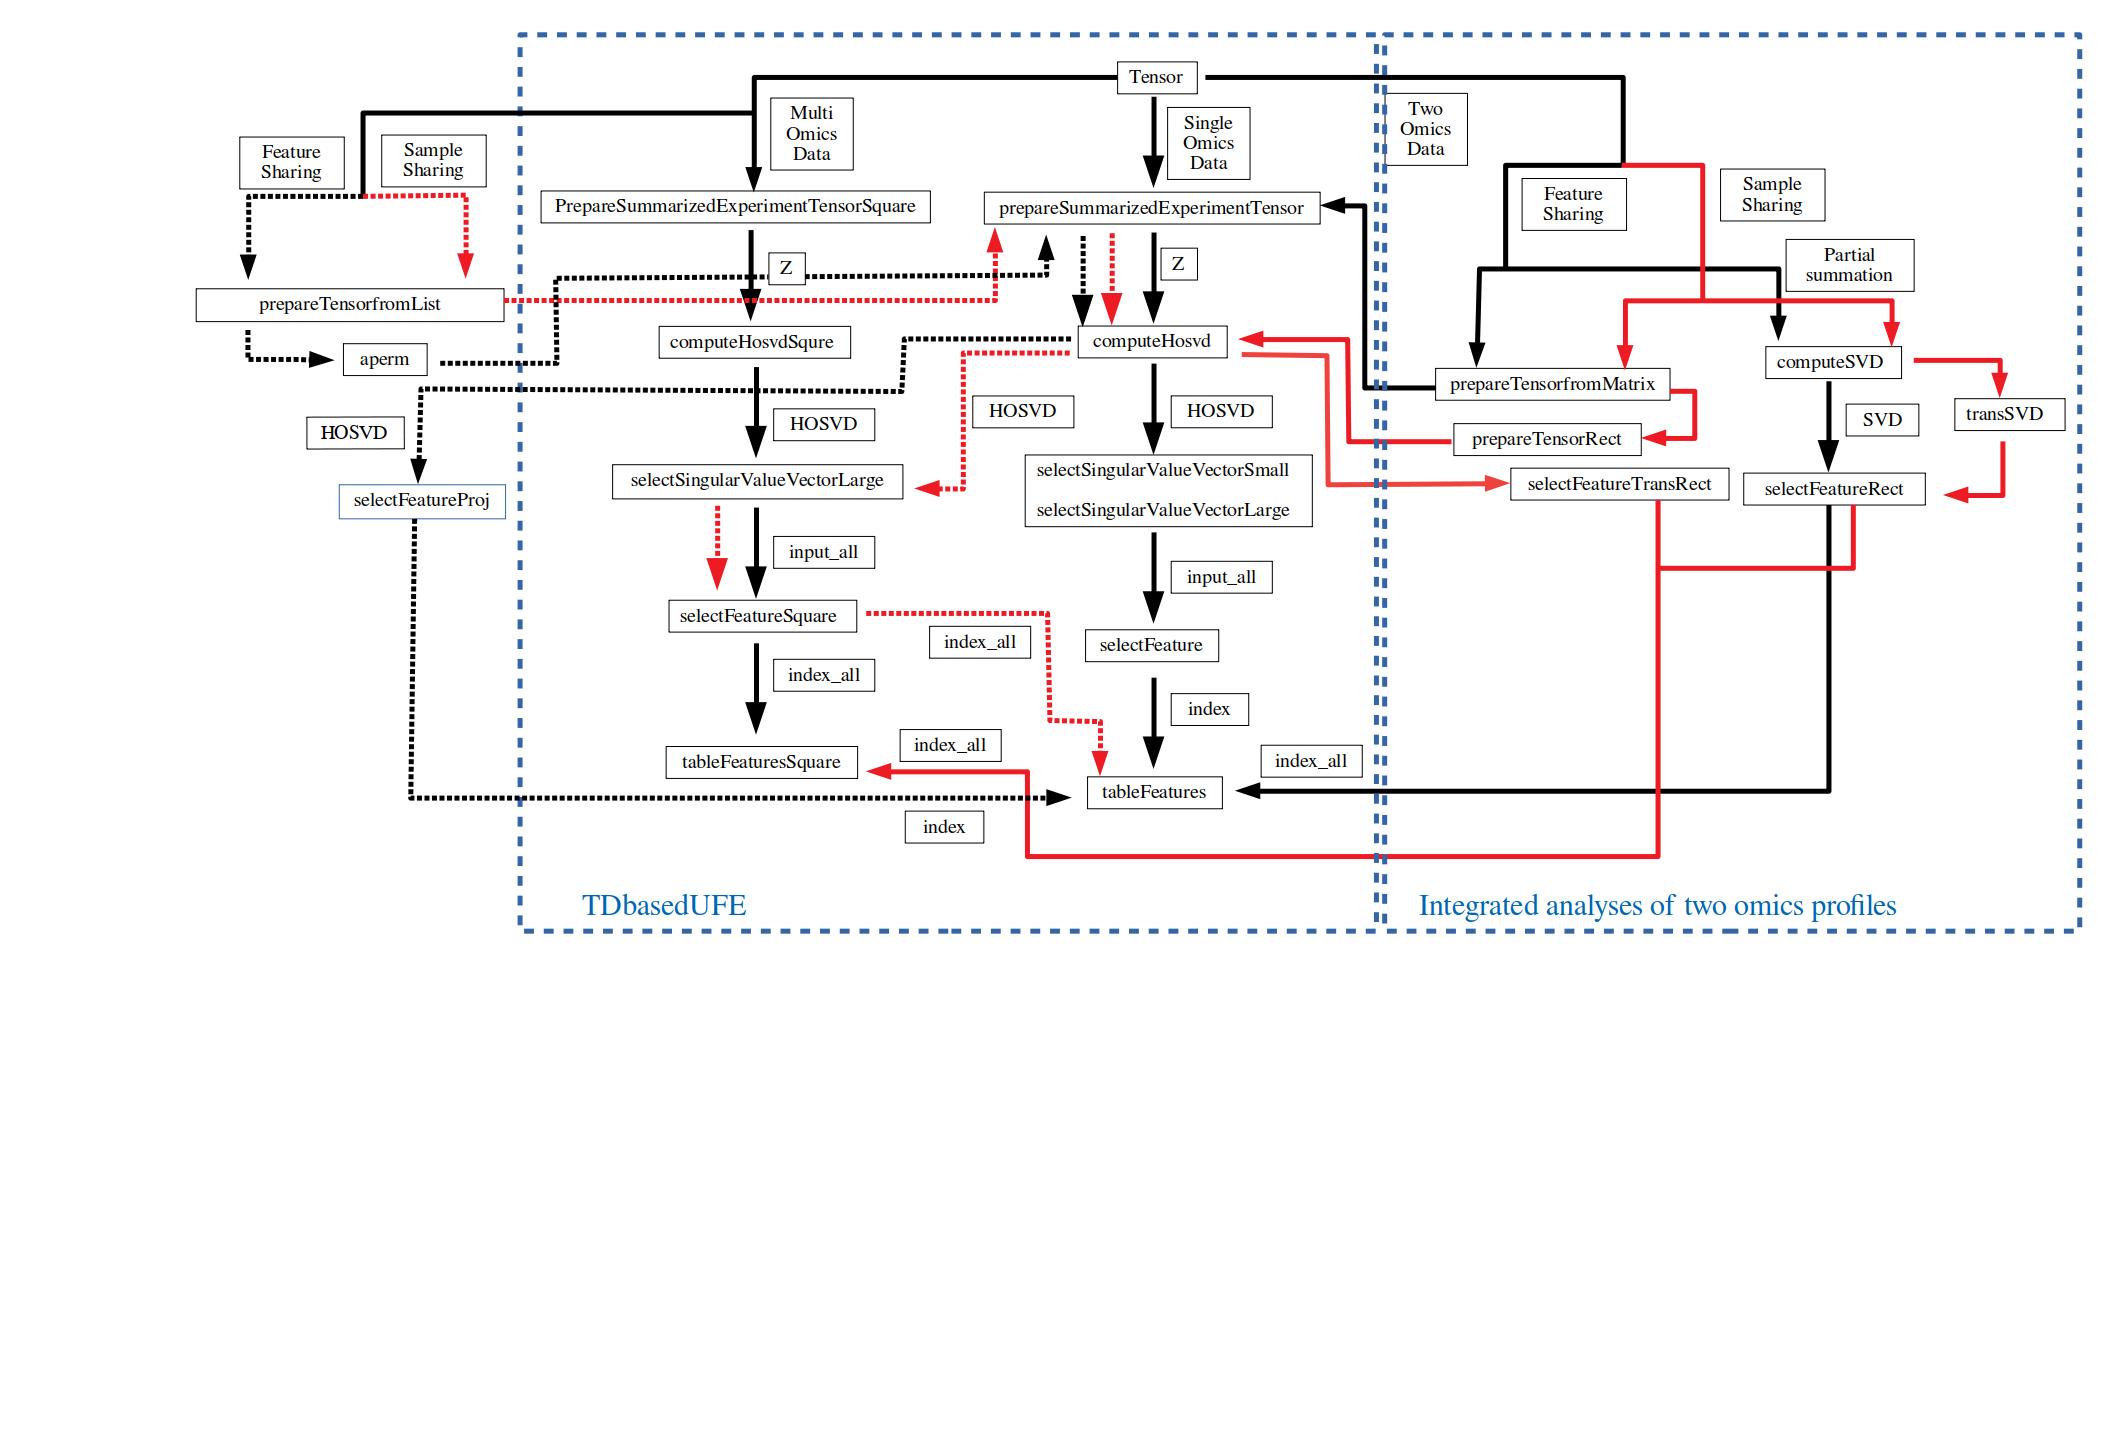 Tensor
Multi
Omics
Data
Single
Omics
Data
Two
Omics
Data
Feature
Sharing
Sample
Sharing
Feature
Sharing
Sample
Sharing
PrepareSummarizedExperimentTensorSquare
prepareSummarizedExperimentTensor
Partial
summation
Z
Z
prepareTensorfromList
computeHosvdSqure
computeHosvd
aperm
computeSVD
prepareTensorfromMatrix
transSVD
HOSVD
HOSVD
HOSVD
HOSVD
SVD
prepareTensorRect
selectSingularValueVectorLarge
selectSingularValueVectorSmall
selectSingularValueVectorLarge
selectFeatureTransRect
selectFeatureRect
selectFeatureProj
input_all
input_all
selectFeatureSquare
index_all
selectFeature
index_all
index
index_all
index_all
tableFeaturesSquare
tableFeatures
index
TDbasedUFE
Integrated analyses of two omics profiles